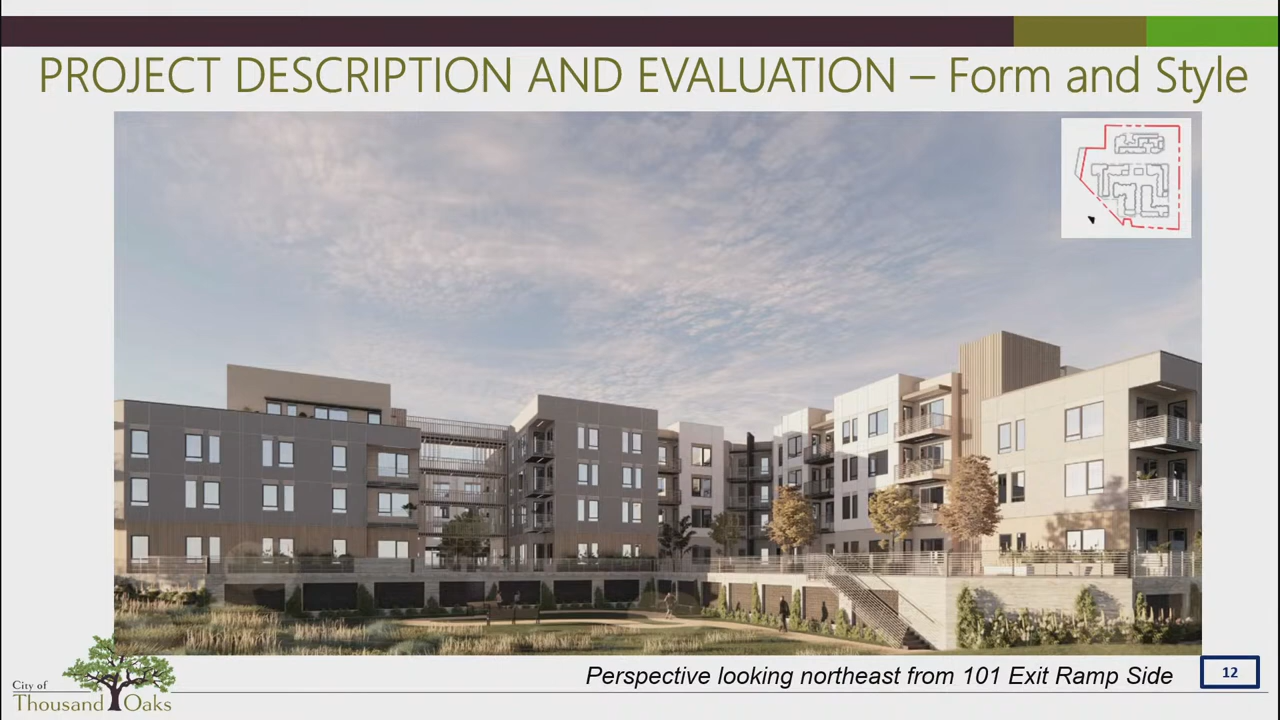 PROJECT DESCRIPTION AND EVALUATION – Form and Style
Perspective looking northeast from 101 Exit Ramp Side
12
City of
Thousand Oaks